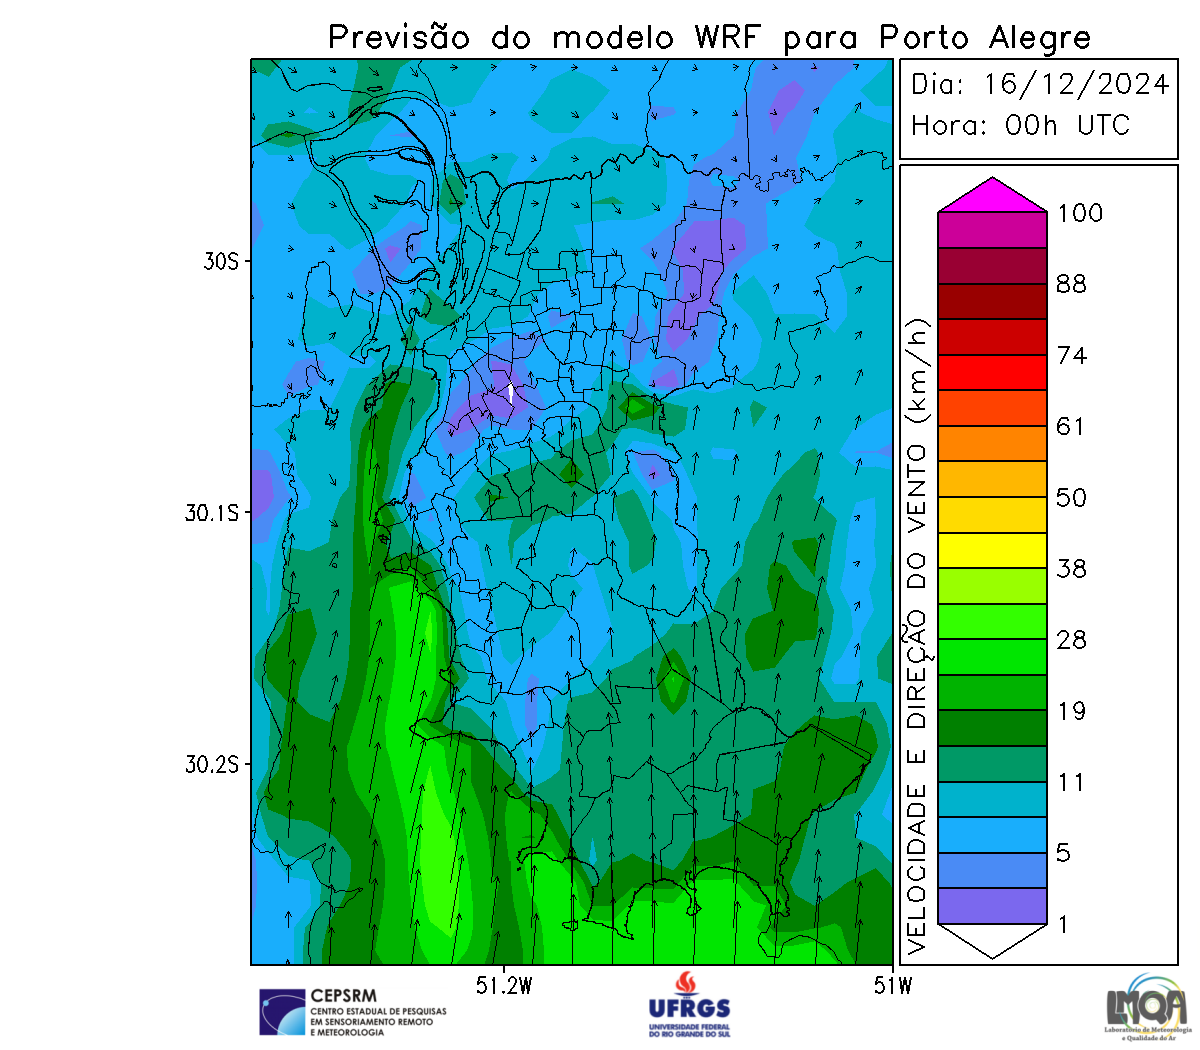 Previsão do modelo WRF para Porto Alegre
Dia: 16/12/2024
Hora: 00h UTC
30S
30.1S
30.2S
51.2W
51W
VELOCIDADE E DIREÇÃO DO VENTO (km/h)
100
88
74
61
50
38
28
19
11
5
1
CEPSRM
CENTRO ESTADUAL DE PESQUISAS
EM SENSORIAMENTO REMOTO
E METEOROLOGIA
UFRGS
UNIVERSIDADE FEDERAL
DO RIO GRANDE DO SUL
LMQA
Laboratório de Meteorologia
e Qualidade do Ar